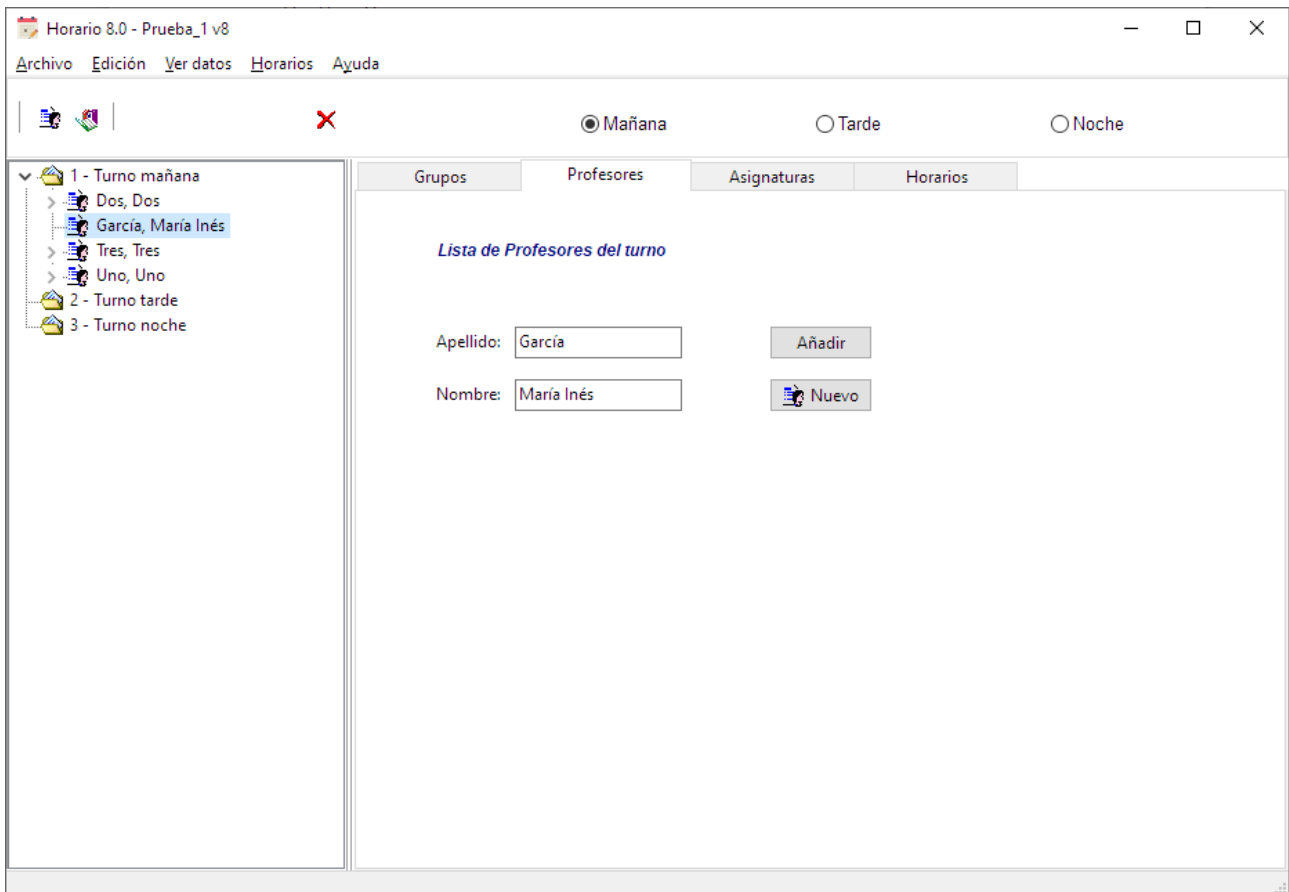 Horario 8.0 - Prueba_1 v8
Archivo Edición Ver datos Horarios Ayuda
Mañana Tarde Noche
1 - Turno mañana
Dos, Dos
García, María Inés
Tres, Tres
Uno, Uno
2 - Turno tarde
3 - Turno noche
Grupos Profesores Asignaturas Horarios
Lista de Profesores del turno
Apellido: García Añadir
Nombre: María Inés Nuevo